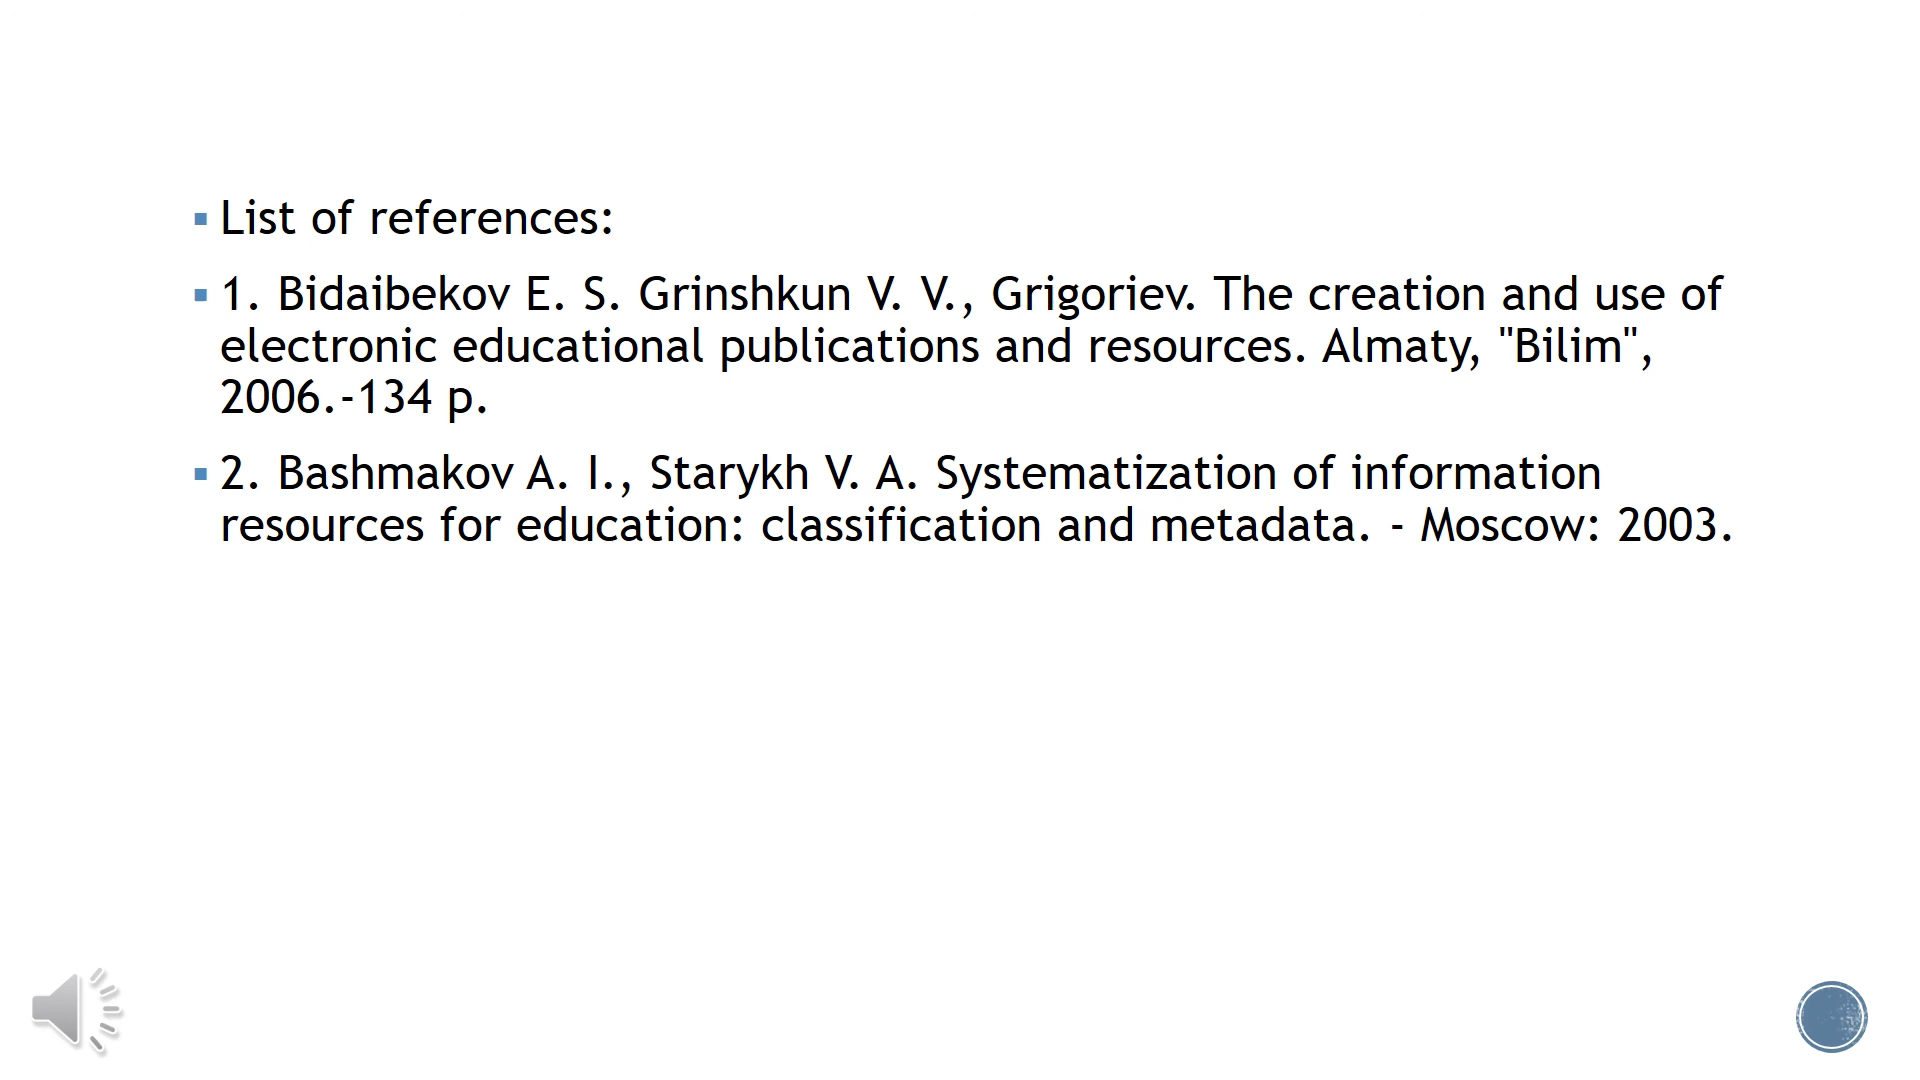 ▪ List of references:
▪ 1. Bidaibekov E. S. Grinshkun V. V., Grigoriev. The creation and use of
electronic educational publications and resources. Almaty, "Bilim",
2006.-134 p.
▪ 2. Bashmakov A. I., Starykh V. A. Systematization of information
resources for education: classification and metadata. - Moscow: 2003.